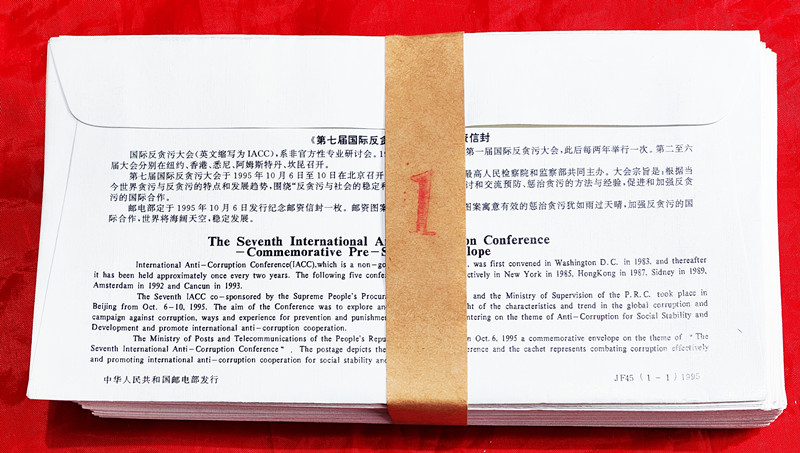 《第七届国际反贪 信封
国际反贪污大会(英文缩写为IACC),系非官方性专业研讨会。1 第一届国际反贪污大会,此后每两年举行一次。第二至六
届大会分别在纽约、香港、悉尼、阿姆斯特丹、坎昆召开。
第七届国际反贪污大会于1995年10月6日至10日在北京召开 最高人民检察院和监察部共同主办。大会宗旨是:根据当
今世界贪污与反贪污的特点和发展趋势,围绕“反贪污与社会的稳定和 讨和交流预防、惩治贪污的方法与经验,促进和加强反贪
污的国际合作。
邮电部定于1995年10月6日发行纪念邮资信封一枚。邮资图案 图案寓意有效的惩治贪污犹如雨过天晴,加强反贪污的国
际合作,世界将海阔天空,稳定发展。
The Seventh International A on Conference
-Commemorative Pre-S elope
International Anti-Corruption Conference(IACC),which is a non-go , was first convened in Washington D.C. in 1983, and thereafter
it has been held approximately once every two years. The following five confe ectively in New York in 1985, HongKong in 1987, Sidney in 1989,
Amsterdam in 1992 and Cancun in 1993.
The Seventh IACC co-sponsored by the Supreme People's Procura and the Ministry of Supervision of the P.R.C. took place in
Beijing from Oct. 6-10, 1995. The aim of the Conference was to explore an ht of the characteristics and trend in the global corruption and
campaign against corruption, ways and experience for prevention and punishme ntering on the theme of Anti-Corruption for Social Stability and
Development and promote international anti-corruption cooperation.
The Ministry of Posts and Telecommunications of the People's Repu n Oct.6, 1995 a commemorative envelope on the theme of "The
Seventh International Anti-Corruption Conference". The postage depicts the erence and the cachet represents combating corruption effectively
and promoting international anti-corruption cooperation for social stability and
中华人民共和国邮电部发行 JF45 (1-1) 1995
1